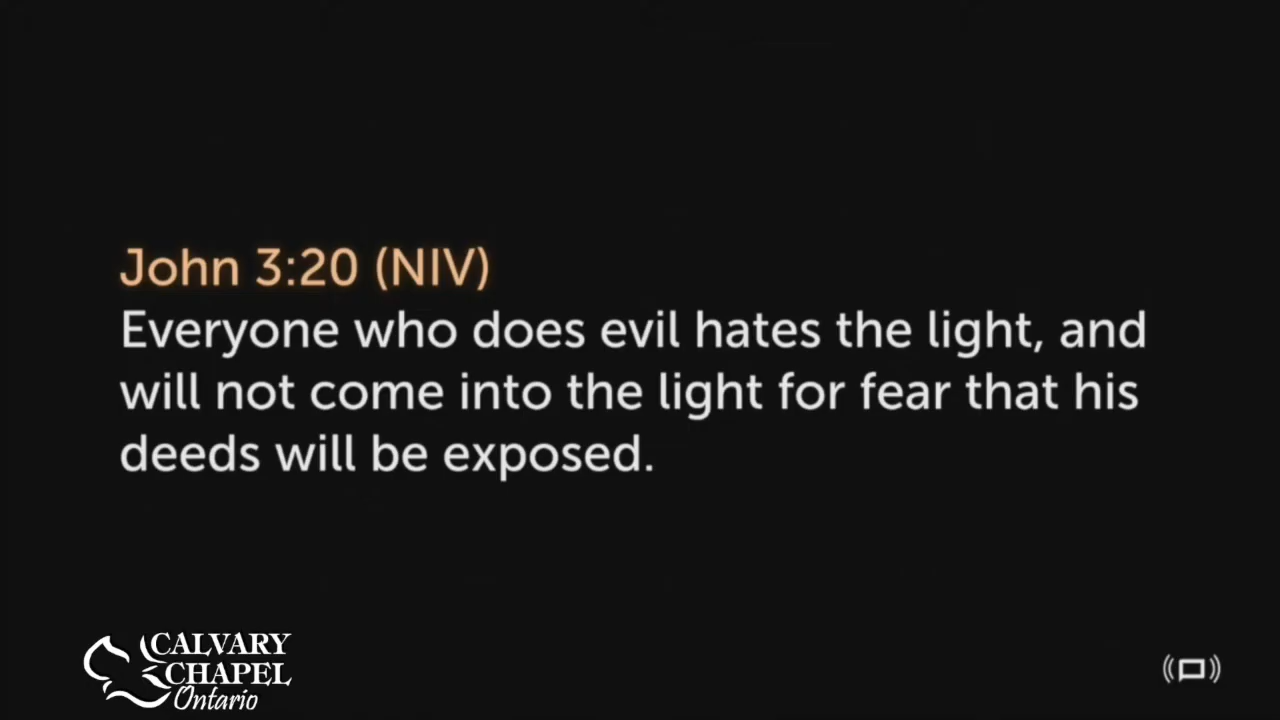 John 3:20 (NIV)
Everyone who does evil hates the light, and
will not come into the light for fear that his
deeds will be exposed.
CALVARY
CHAPEL
Ontario